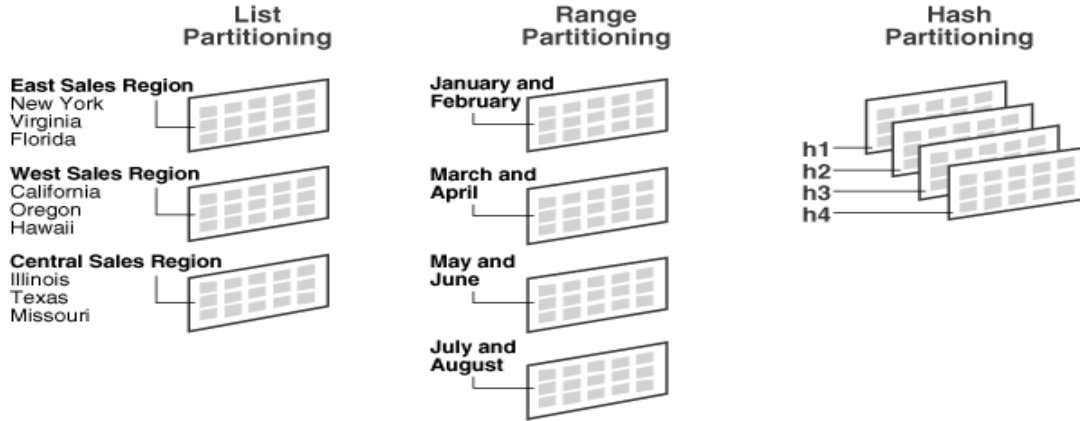 List
Partitioning
East Sales Region
New York
Virginia
Florida
West Sales Region
California
Oregon
Hawaii
Central Sales Region
Illinois
Texas
Missouri
Range
Partitioning
January and
February
March and
April
May and
June
July and
August
Hash
Partitioning
h1
h2
h3
h4